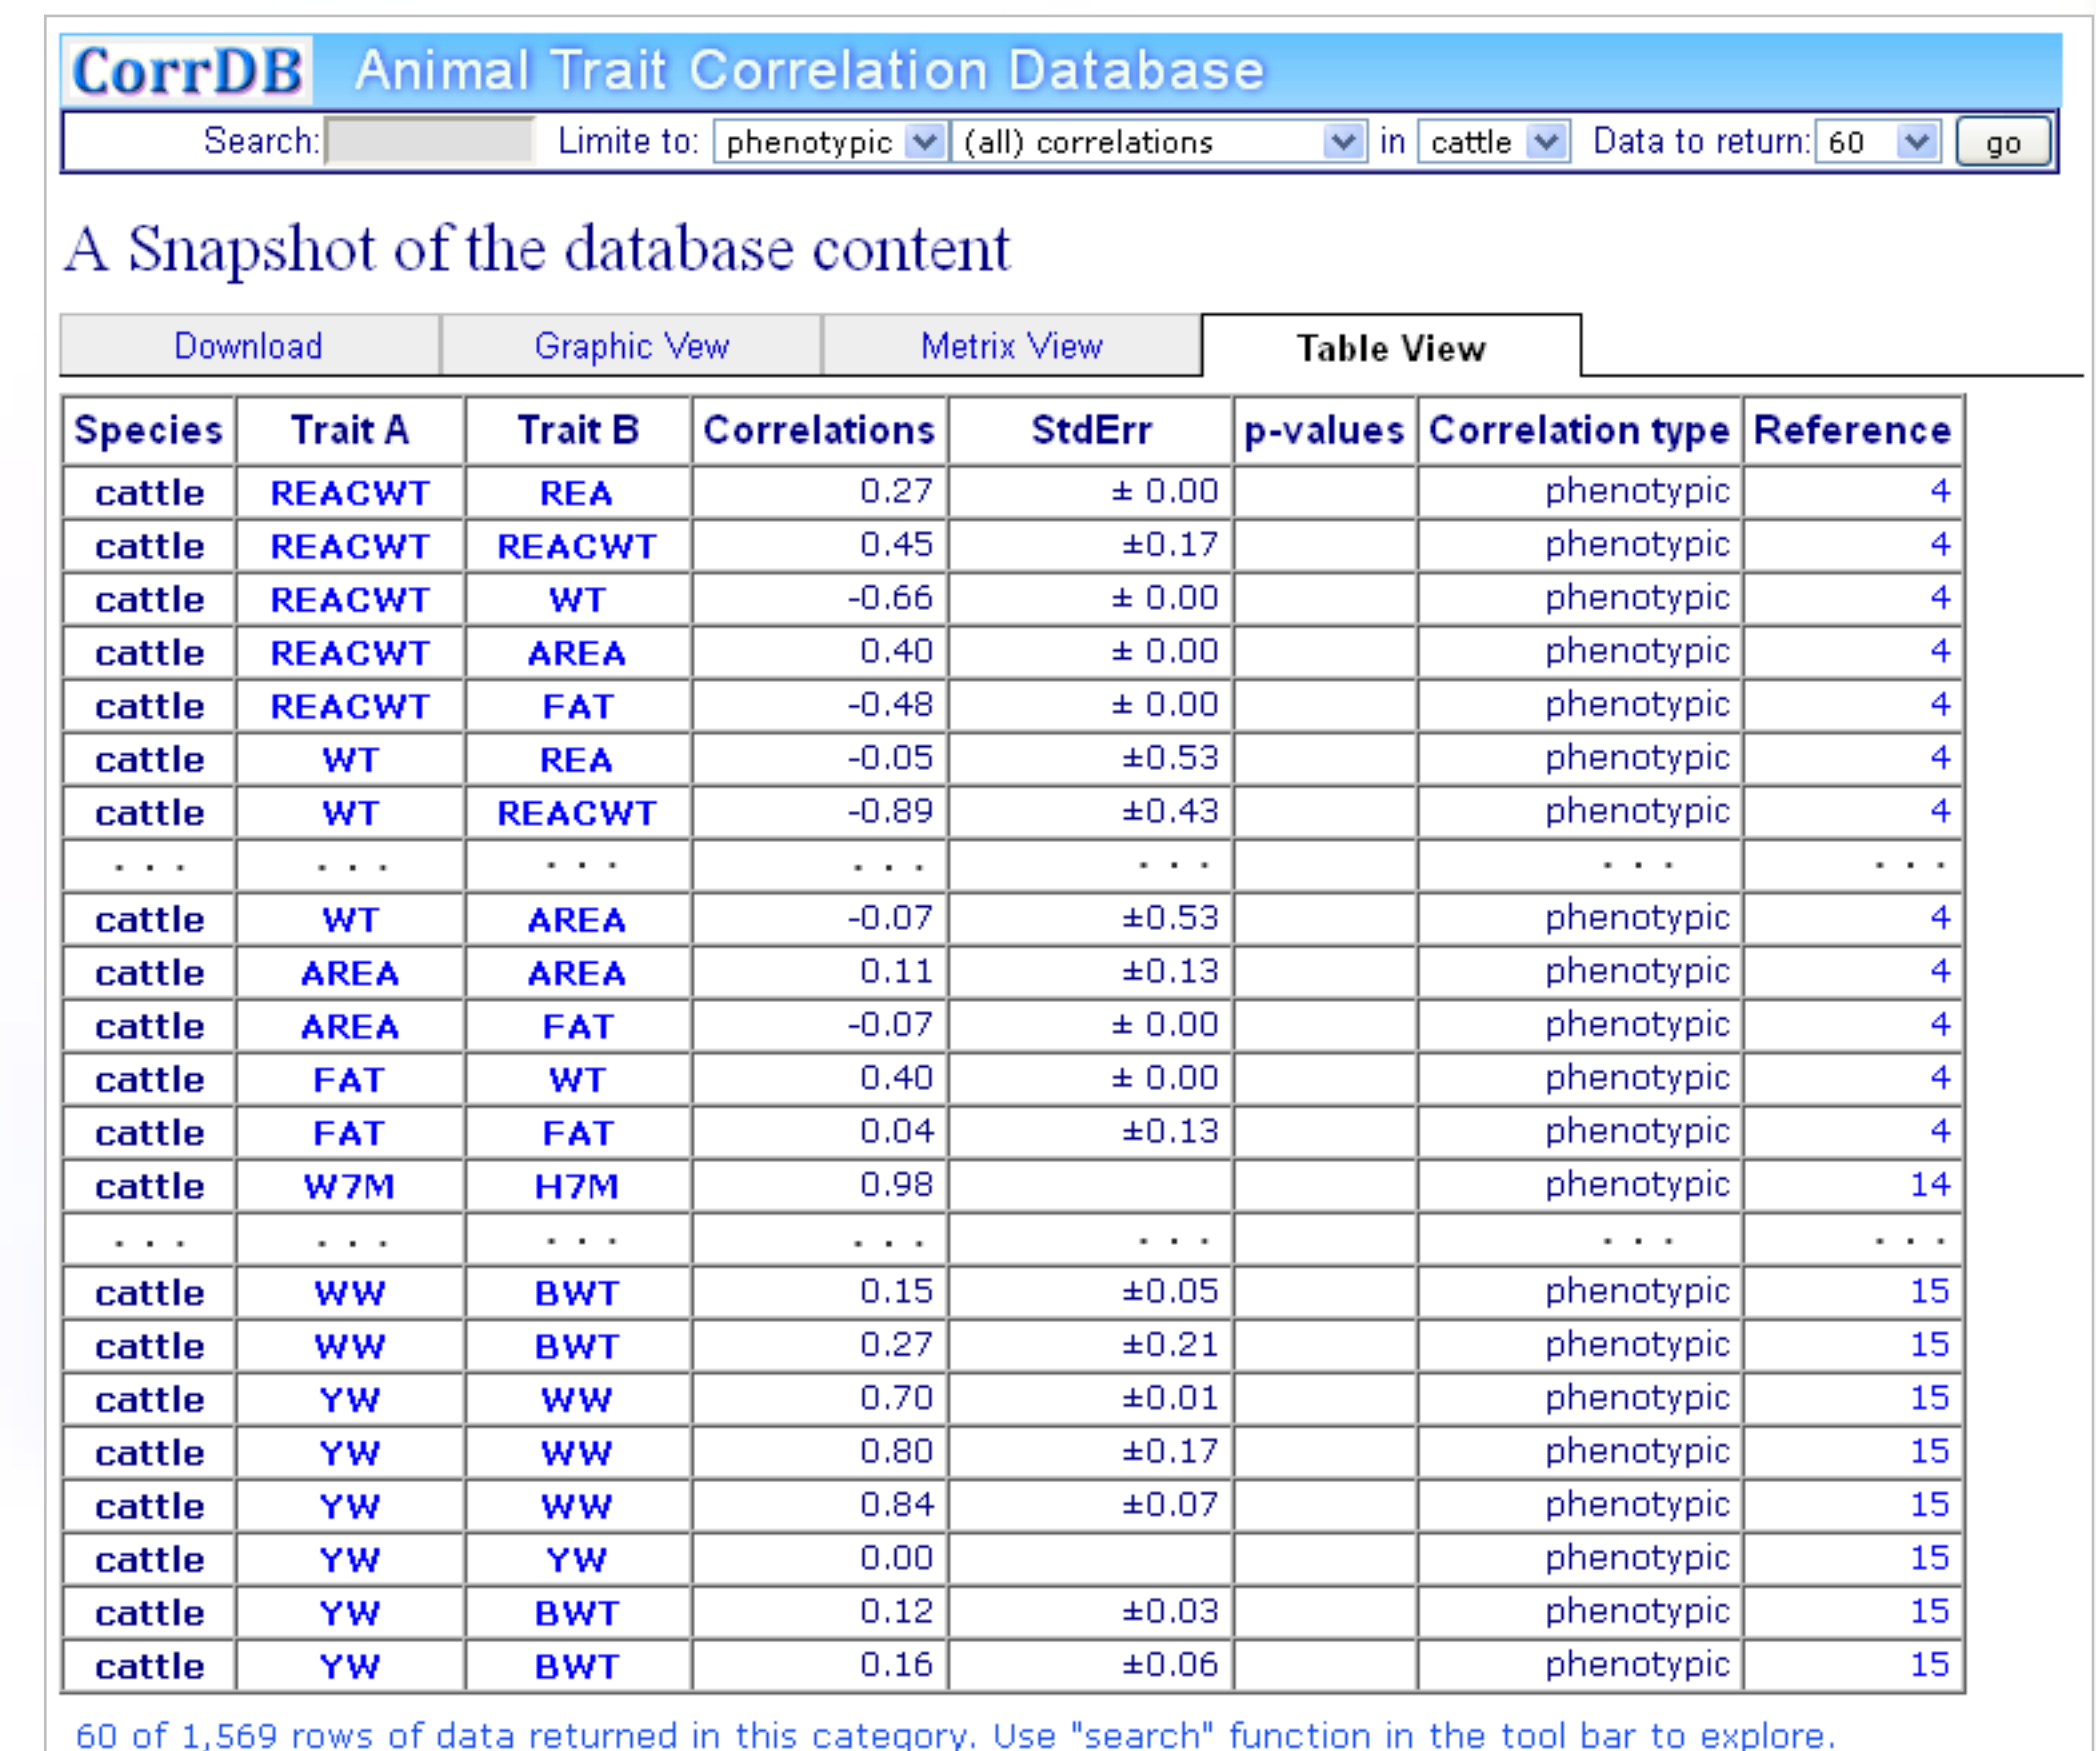 CorrDB Animal Trait Correlation Database
Search: Limite to: phenotypic (all) correlations in cattle Data to return: 60 go
A Snapshot of the database content
Download Graphic Vew Metrix View Table View
Species Trait A Trait B Correlations StdErr p-values Correlation type Reference
cattle REACWT REA 0.27 ± 0.00 phenotypic 4
cattle REACWT REACWT 0.45 ±0.17 phenotypic 4
cattle REACWT WT -0.66 ± 0.00 phenotypic 4
cattle REACWT AREA 0.40 ± 0.00 phenotypic 4
cattle REACWT FAT -0.48 ± 0.00 phenotypic 4
cattle WT REA -0.05 ±0.53 phenotypic 4
cattle WT REACWT -0.89 ±0.43 phenotypic 4
. . . . . . . . . . . . . . . . . . . . .
cattle WT AREA -0.07 ±0.53 phenotypic 4
cattle AREA AREA 0.11 ±0.13 phenotypic 4
cattle AREA FAT -0.07 ± 0.00 phenotypic 4
cattle FAT WT 0.40 ± 0.00 phenotypic 4
cattle FAT FAT 0.04 ±0.13 phenotypic 4
cattle W7M H7M 0.98 phenotypic 14
. . . . . . . . . . . . . . . . . . . . .
cattle WW BWT 0.15 ±0.05 phenotypic 15
cattle WW BWT 0.27 ±0.21 phenotypic 15
cattle YW WW 0.70 ±0.01 phenotypic 15
cattle YW WW 0.80 ±0.17 phenotypic 15
cattle YW WW 0.84 ±0.07 phenotypic 15
cattle YW YW 0.00 phenotypic 15
cattle YW BWT 0.12 ±0.03 phenotypic 15
cattle YW BWT 0.16 ±0.06 phenotypic 15
60 of 1,569 rows of data returned in this category. Use "search" function in the tool bar to explore.